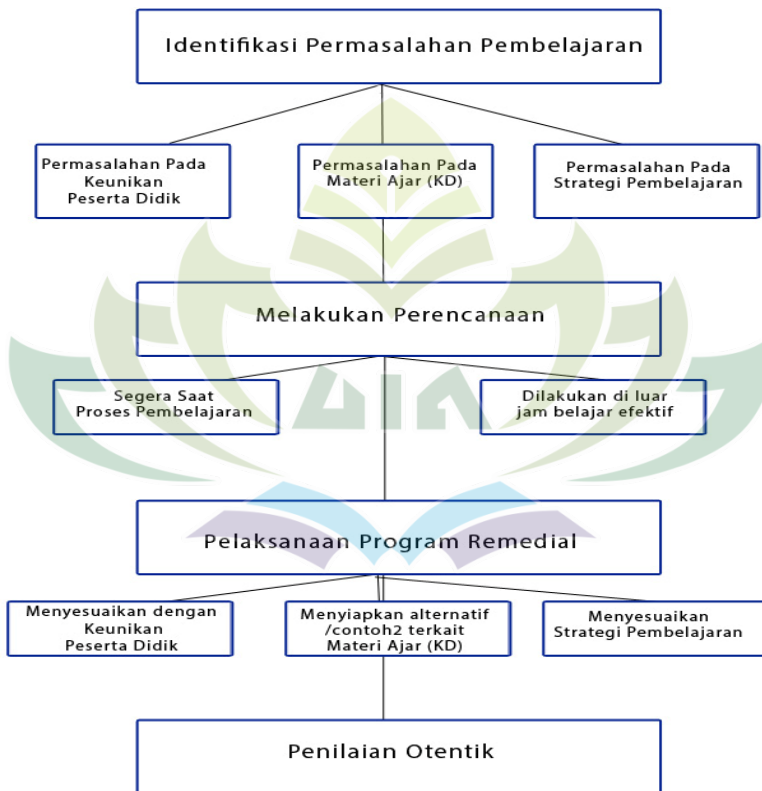 Identifikasi Permasalahan Pembelajaran
Permasalahan Pada
Keunikan
Peserta Didik
Permasalahan Pada
Materi Ajar (KD)
Permasalahan Pada
Strategi Pembelajaran
Melakukan Perencanaan
Segera Saat
Proses Pembelajaran
Dilakukan di luar
jam belajar efektif
Pelaksanaan Program Remedial
Menyesuaikan dengan
Keunikan
Peserta Didik
Menyiapkan alternatif
/contoh2 terkait
Materi Ajar (KD)
Menyesuaikan
Strategi Pembelajaran
Penilaian Otentik